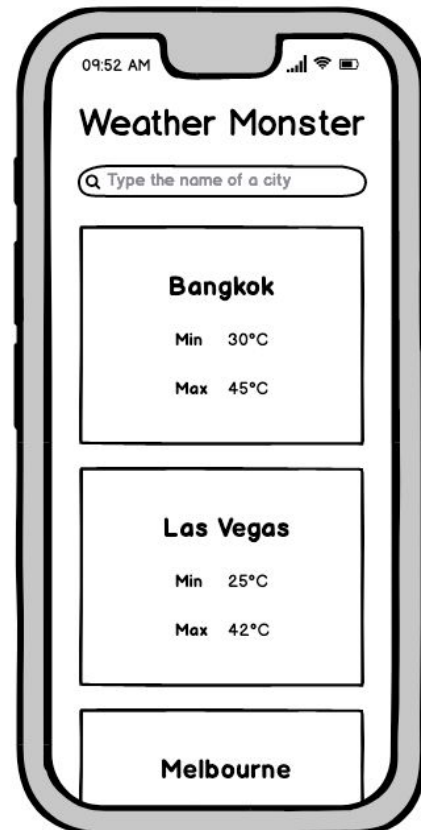 09:52 AM
Weather Monster
Type the name of a city
Bangkok
Min 30°C
Max 45°C
Las Vegas
Min 25°C
Max 42°C
Melbourne